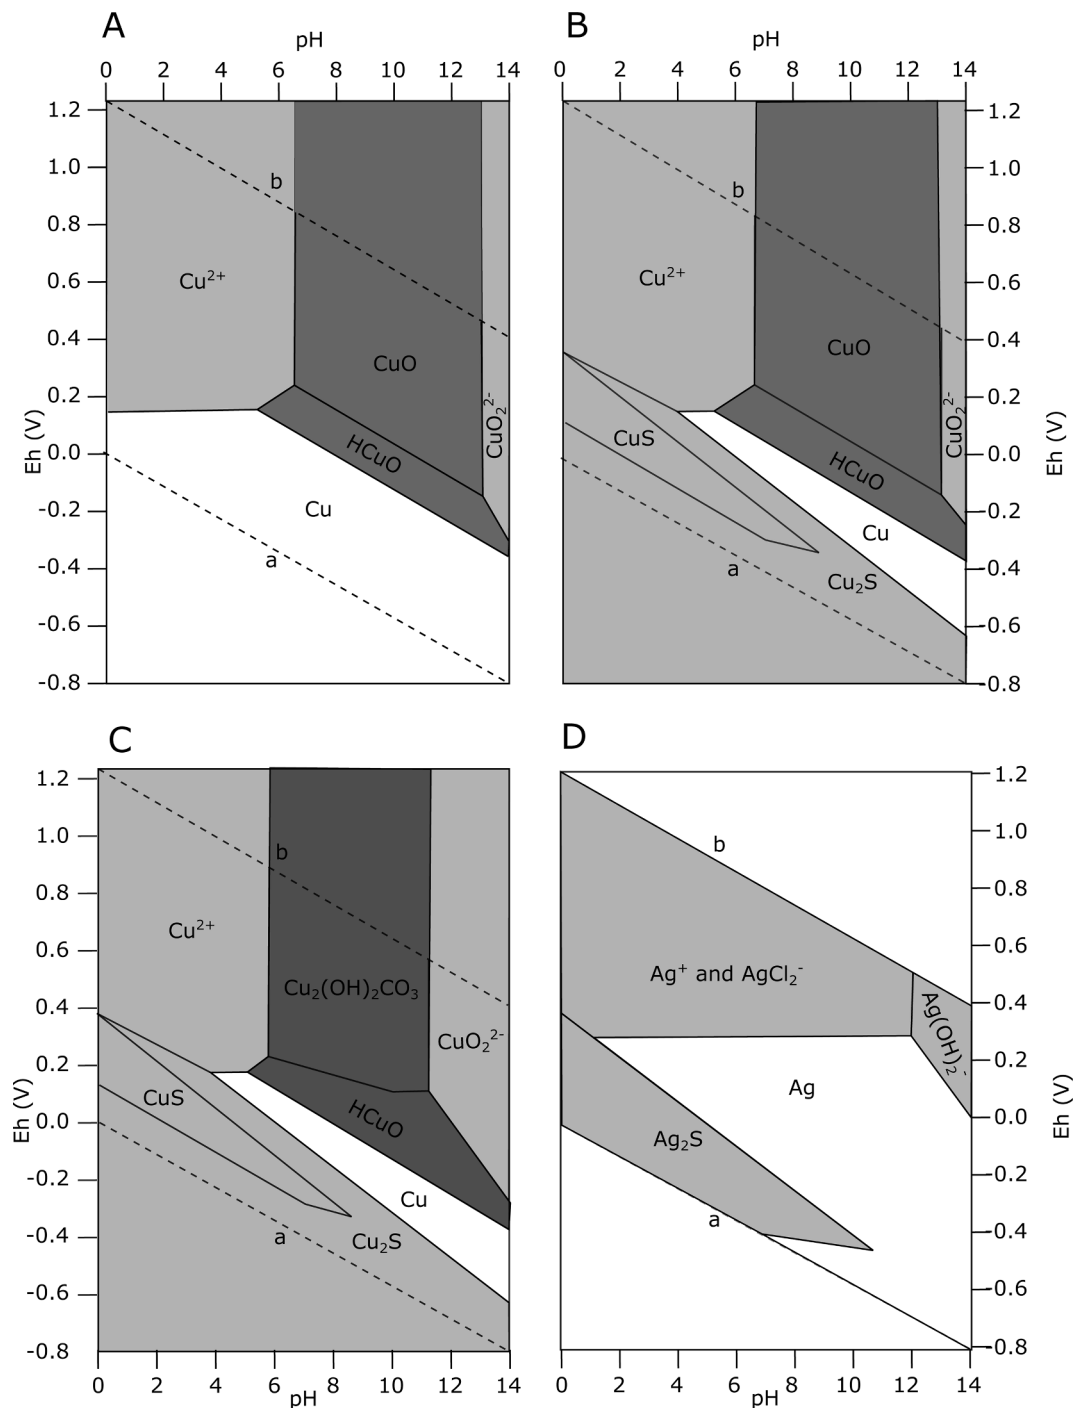 A
pH
0 2 4 6 8 10 12 14
1.2
1.0
0.8
0.6
0.4
0.2
0.0
-0.2
-0.4
-0.6
-0.8
Eh (V)
b
Cu²⁺
CuO
CuO₂²⁻
HCuO
Cu
a
B
pH
0 2 4 6 8 10 12 14
1.2
1.0
0.8
0.6
0.4
0.2
0.0
-0.2
-0.4
-0.6
-0.8
Eh (V)
b
Cu²⁺
CuO
CuO₂²⁻
CuS
HCuO
Cu
a
Cu₂S
C
1.2
1.0
0.8
0.6
0.4
0.2
0.0
-0.2
-0.4
-0.6
-0.8
Eh (V)
b
Cu²⁺
Cu₂(OH)₂CO₃
CuO₂²⁻
CuS
HCuO
Cu
a
Cu₂S
0 2 4 6 8 10 12 14
pH
D
1.2
1.0
0.8
0.6
0.4
0.2
0.0
-0.2
-0.4
-0.6
-0.8
Eh (V)
b
Ag⁺ and AgCl₂⁻
Ag(OH)₂⁻
Ag
Ag₂S
a
0 2 4 6 8 10 12 14
pH